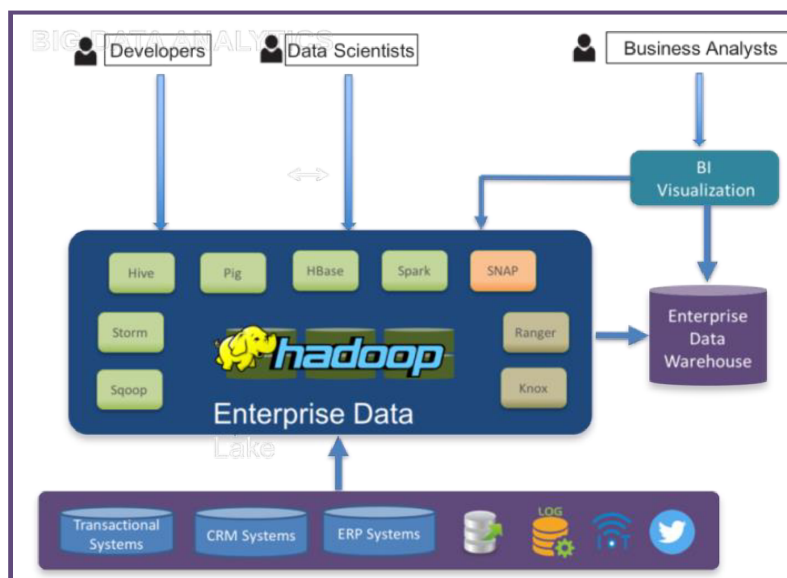 BIG DATA ANALYTICS
Developers
Data Scientists
Business Analysts
BI
Visualization
Hive
Pig
HBase
Spark
SNAP
Storm
Ranger
Enterprise
Data
Warehouse
hadoop
Sqoop
Knox
Enterprise Data
Lake
Transactional
Systems
CRM Systems
ERP Systems
LOG
IOT